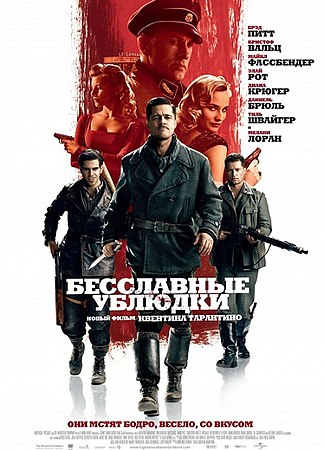 БРЭД
ПИТТ
КРИСТОФ
ВАЛЬЦ
МАЙКЛ
ФАССБЕНДЕР
ЭЛАЙ
РОТ
ДИАНА
КРЮГЕР
ДАНИЕЛЬ
БРЮЛЬ
ТИЛЬ
ШВАЙГЕР
МЕЛАНИ
ЛОРАН
БЕССЛАВНЫЕ
УБЛЮДКИ
НОВЫЙ ФИЛЬМ КВЕНТИНА ТАРАНТИНО
ОНИ МСТЯТ БОДРО, ВЕСЕЛО, СО ВКУСОМ